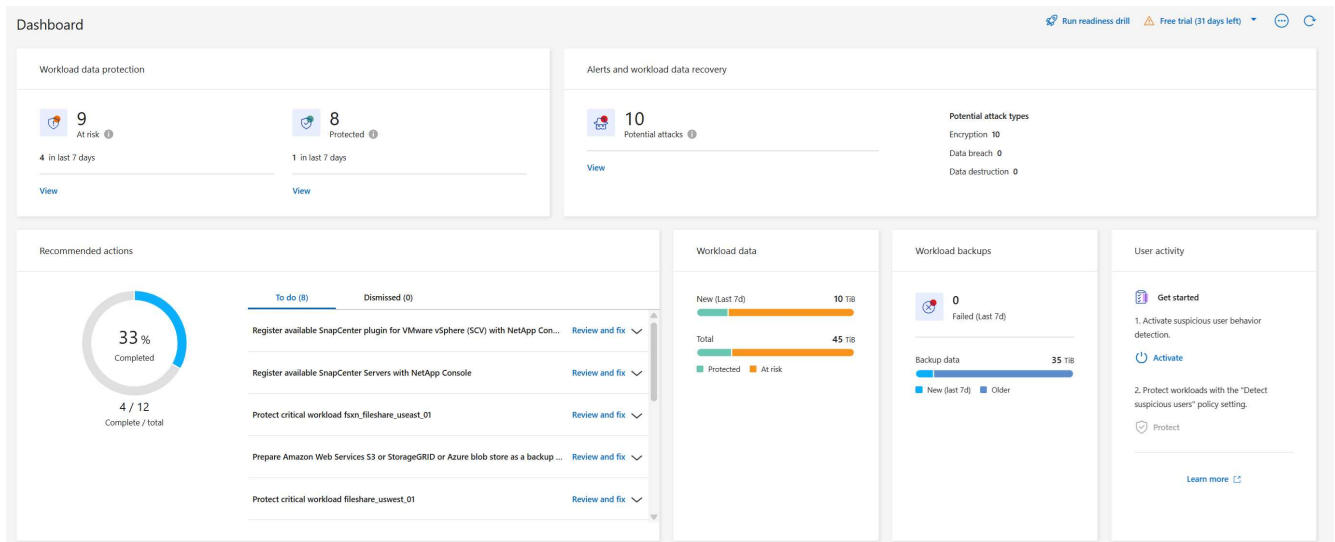 Dashboard
Run readiness drill
Free trial (31 days left)
Workload data protection
9
At risk
4 in last 7 days
View
8
Protected
1 in last 7 days
View
Alerts and workload data recovery
10
Potential attacks
View
Potential attack types
Encryption 10
Data breach 0
Data destruction 0
Recommended actions
33 %
Completed
4 / 12
Complete / total
To do (8)
Dismissed (0)
Register available SnapCenter plugin for VMware vSphere (SCV) with NetApp Con... Review and fix
Register available SnapCenter Servers with NetApp Console Review and fix
Protect critical workload fsxn_fileshare_useast_01 Review and fix
Prepare Amazon Web Services S3 or StorageGRID or Azure blob store as a backup ... Review and fix
Protect critical workload fileshare_uswest_01 Review and fix
Workload data
New (Last 7d) 10 TiB
Total 45 TiB
Protected At risk
Workload backups
0
Failed (Last 7d)
Backup data 35 TiB
New (last 7d) Older
User activity
Get started
1. Activate suspicious user behavior
detection.
Activate
2. Protect workloads with the "Detect
suspicious users" policy setting.
Protect
Learn more